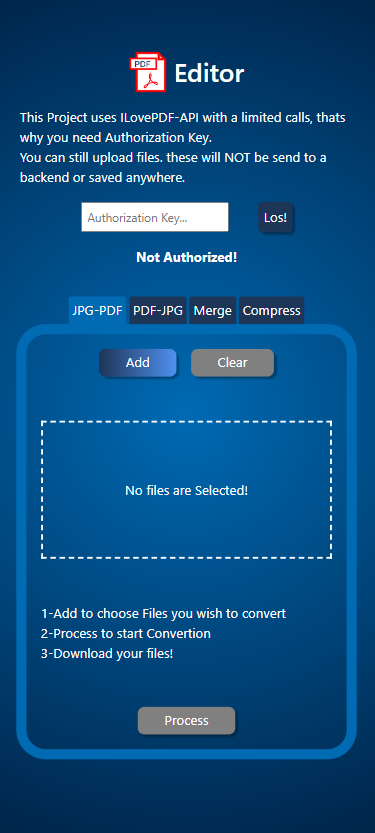 PDF
Editor
This Project uses ILovePDF-API with a limited calls, thats
why you need Authorization Key.
You can still upload files. these will NOT be send to a
backend or saved anywhere.
Authorization Key...
Los!
Not Authorized!
JPG-PDF PDF-JPG Merge Compress
Add Clear
No files are Selected!
1-Add to choose Files you wish to convert
2-Process to start Convertion
3-Download your files!
Process